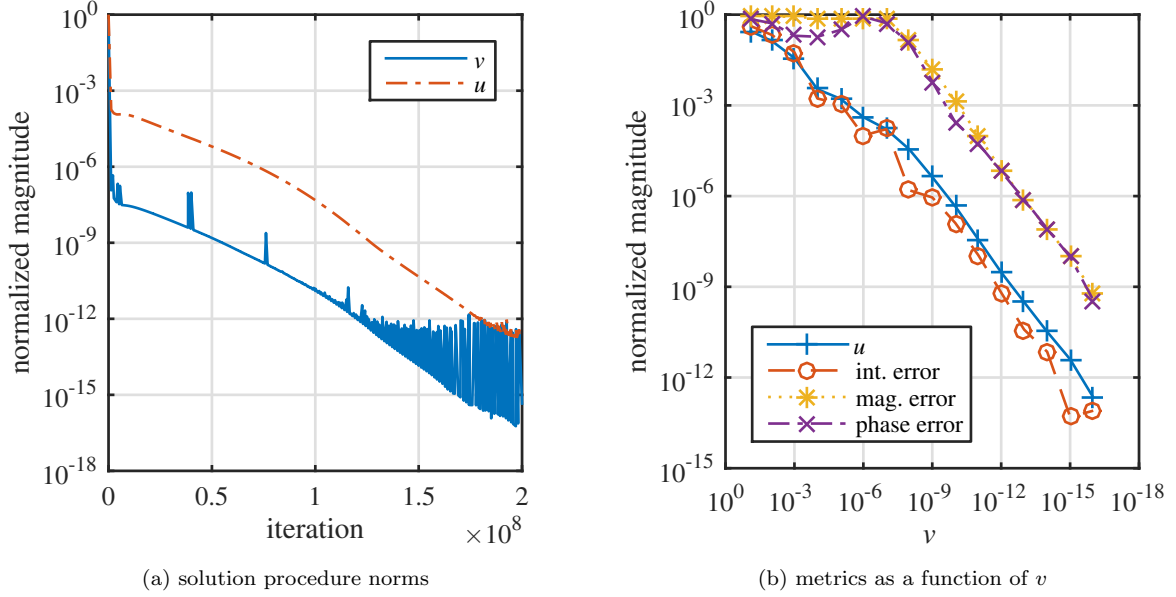 10^0
10^-3
10^-6
10^-9
10^-12
10^-15
10^-18
normalized magnitude
v
u
0
0.5
1
1.5
2
iteration
×10^8
(a) solution procedure norms
10^0
10^-3
10^-6
10^-9
10^-12
10^-15
normalized magnitude
u
int. error
mag. error
phase error
10^0
10^-3
10^-6
10^-9
10^-12
10^-15
10^-18
v
(b) metrics as a function of v